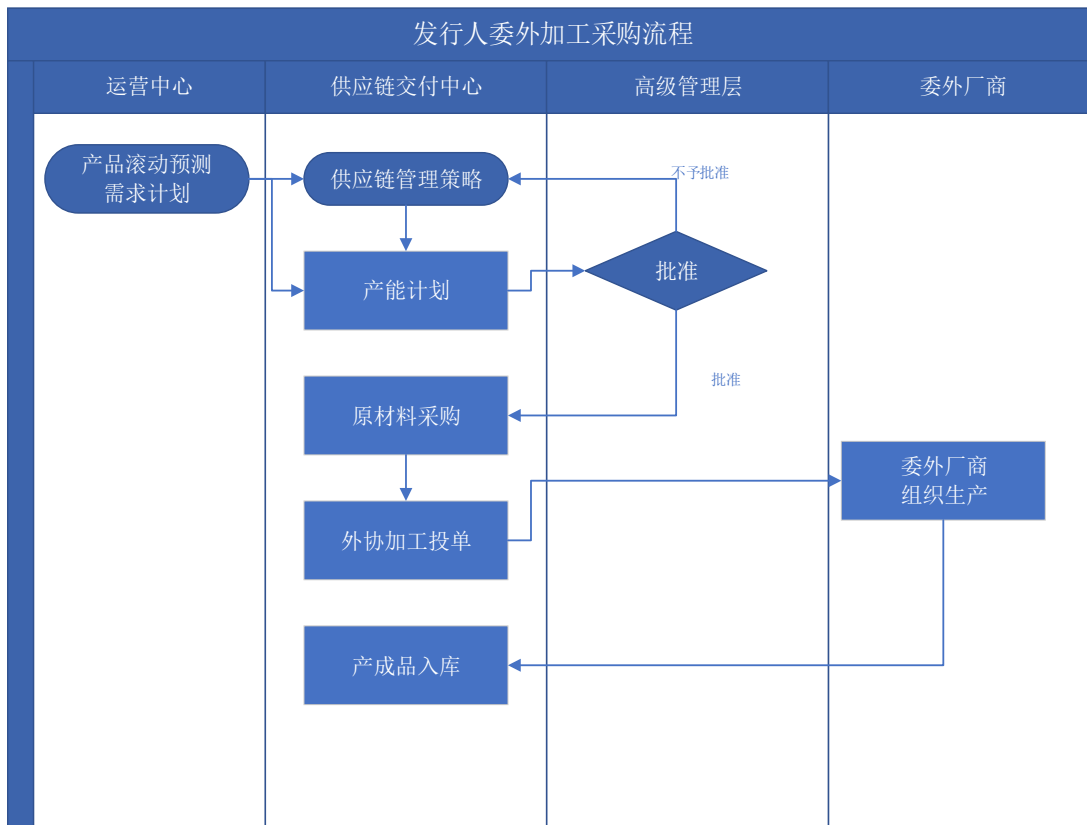 发行人委外加工采购流程
运营中心
供应链交付中心
高级管理层
委外厂商
产品滚动预测
需求计划
供应链管理策略
不予批准
产能计划
批准
批准
原材料采购
委外厂商
组织生产
外协加工投单
产成品入库